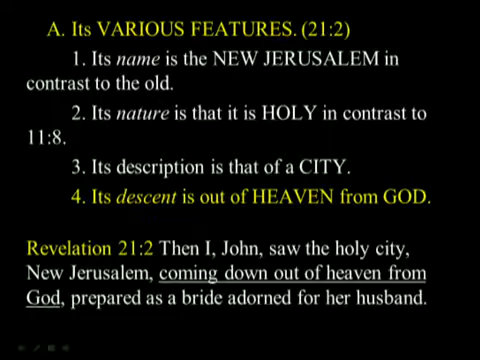 A. Its VARIOUS FEATURES. (21:2)
1. Its name is the NEW JERUSALEM in
contrast to the old.
2. Its nature is that it is HOLY in contrast to
11:8.
3. Its description is that of a CITY.
4. Its descent is out of HEAVEN from GOD.
Revelation 21:2 Then I, John, saw the holy city,
New Jerusalem, coming down out of heaven from
God, prepared as a bride adorned for her husband.